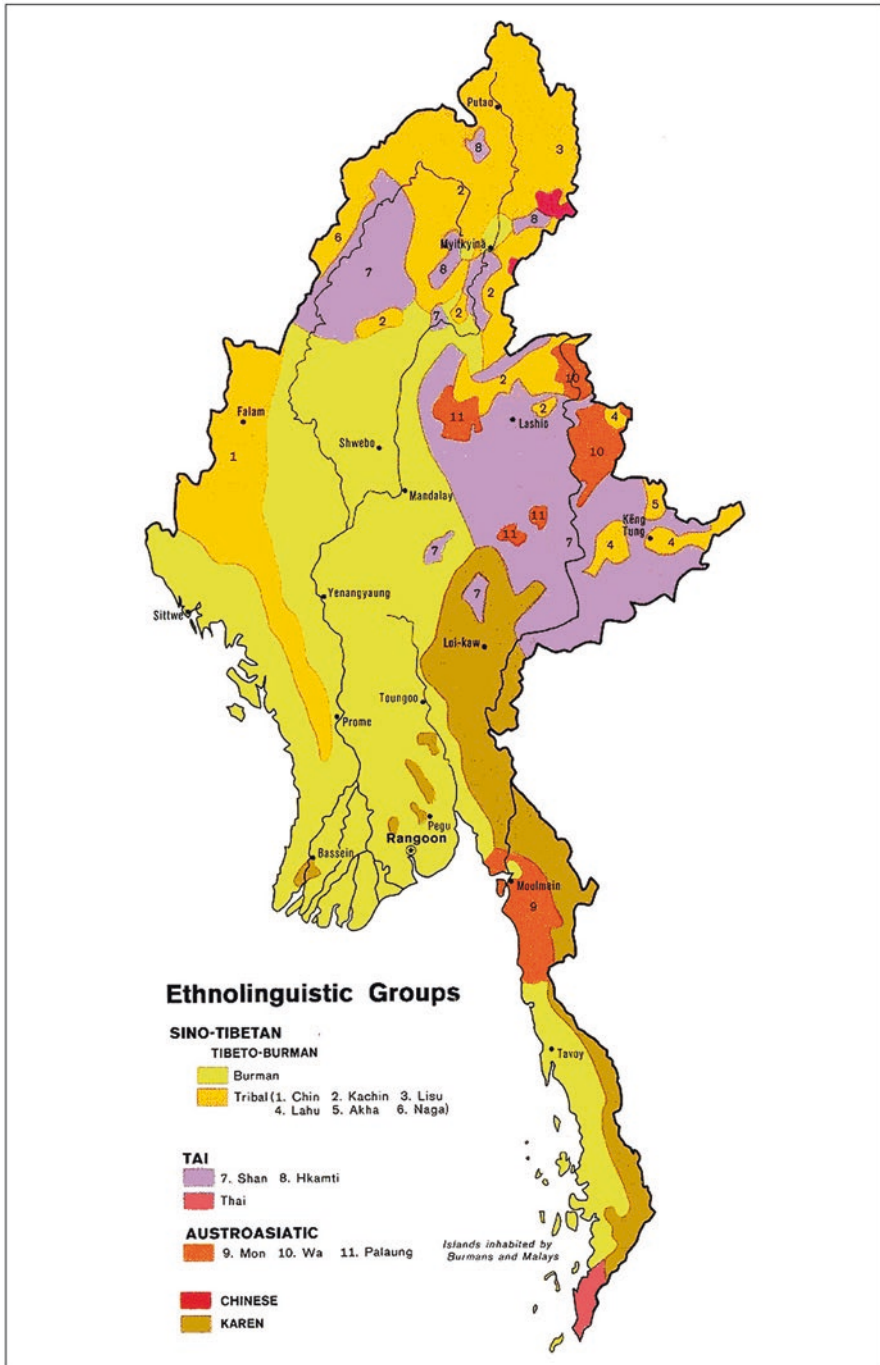 Putao
8
3
2
8
6
Myitkyina
7
8
2
2
7
2
2
10
Falam
11
2
Lashio
4
1
Shwebo
10
Mandalay
5
Kēng
Tung
11
11
4
4
7
7
Yenangyaung
7
Sittwe
Loi-kaw
Toungoo
Prome
Pegu
Rangoon
Bassein
Moulmein
9
Ethnolinguistic Groups
SINO-TIBETAN
TIBETO-BURMAN
Tavoy
Burman
Tribal (1. Chin 2. Kachin 3. Lisu
4. Lahu 5. Akha 6. Naga)
TAI
7. Shan 8. Hkamti
Thai
AUSTROASIATIC
9. Mon 10. Wa 11. Palaung
Islands inhabited by
Burmans and Malays
CHINESE
KAREN